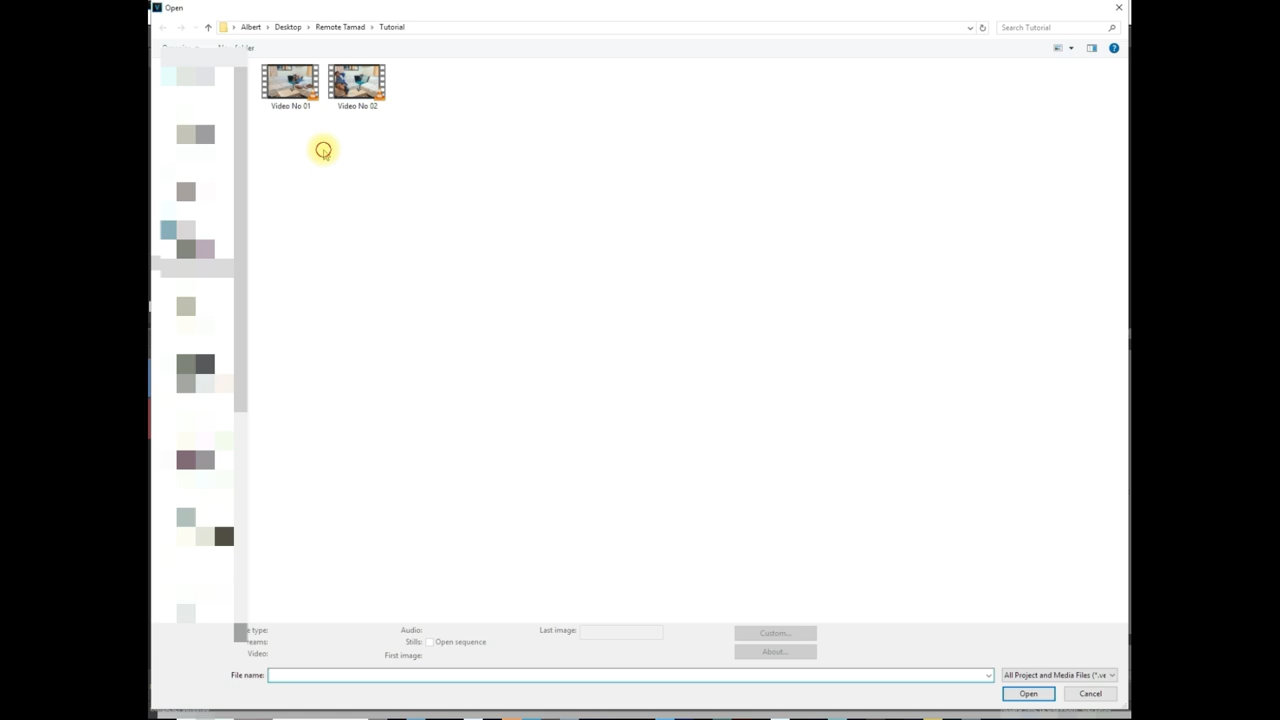 Open
Albert > Desktop > Remote Tamad > Tutorial
Search Tutorial
Video No 01
Video No 02
Audio:
Last image:
Custom...
Stills:
Open sequence
Video:
First image:
About...
File name:
All Project and Media Files (*.ve
Open
Cancel